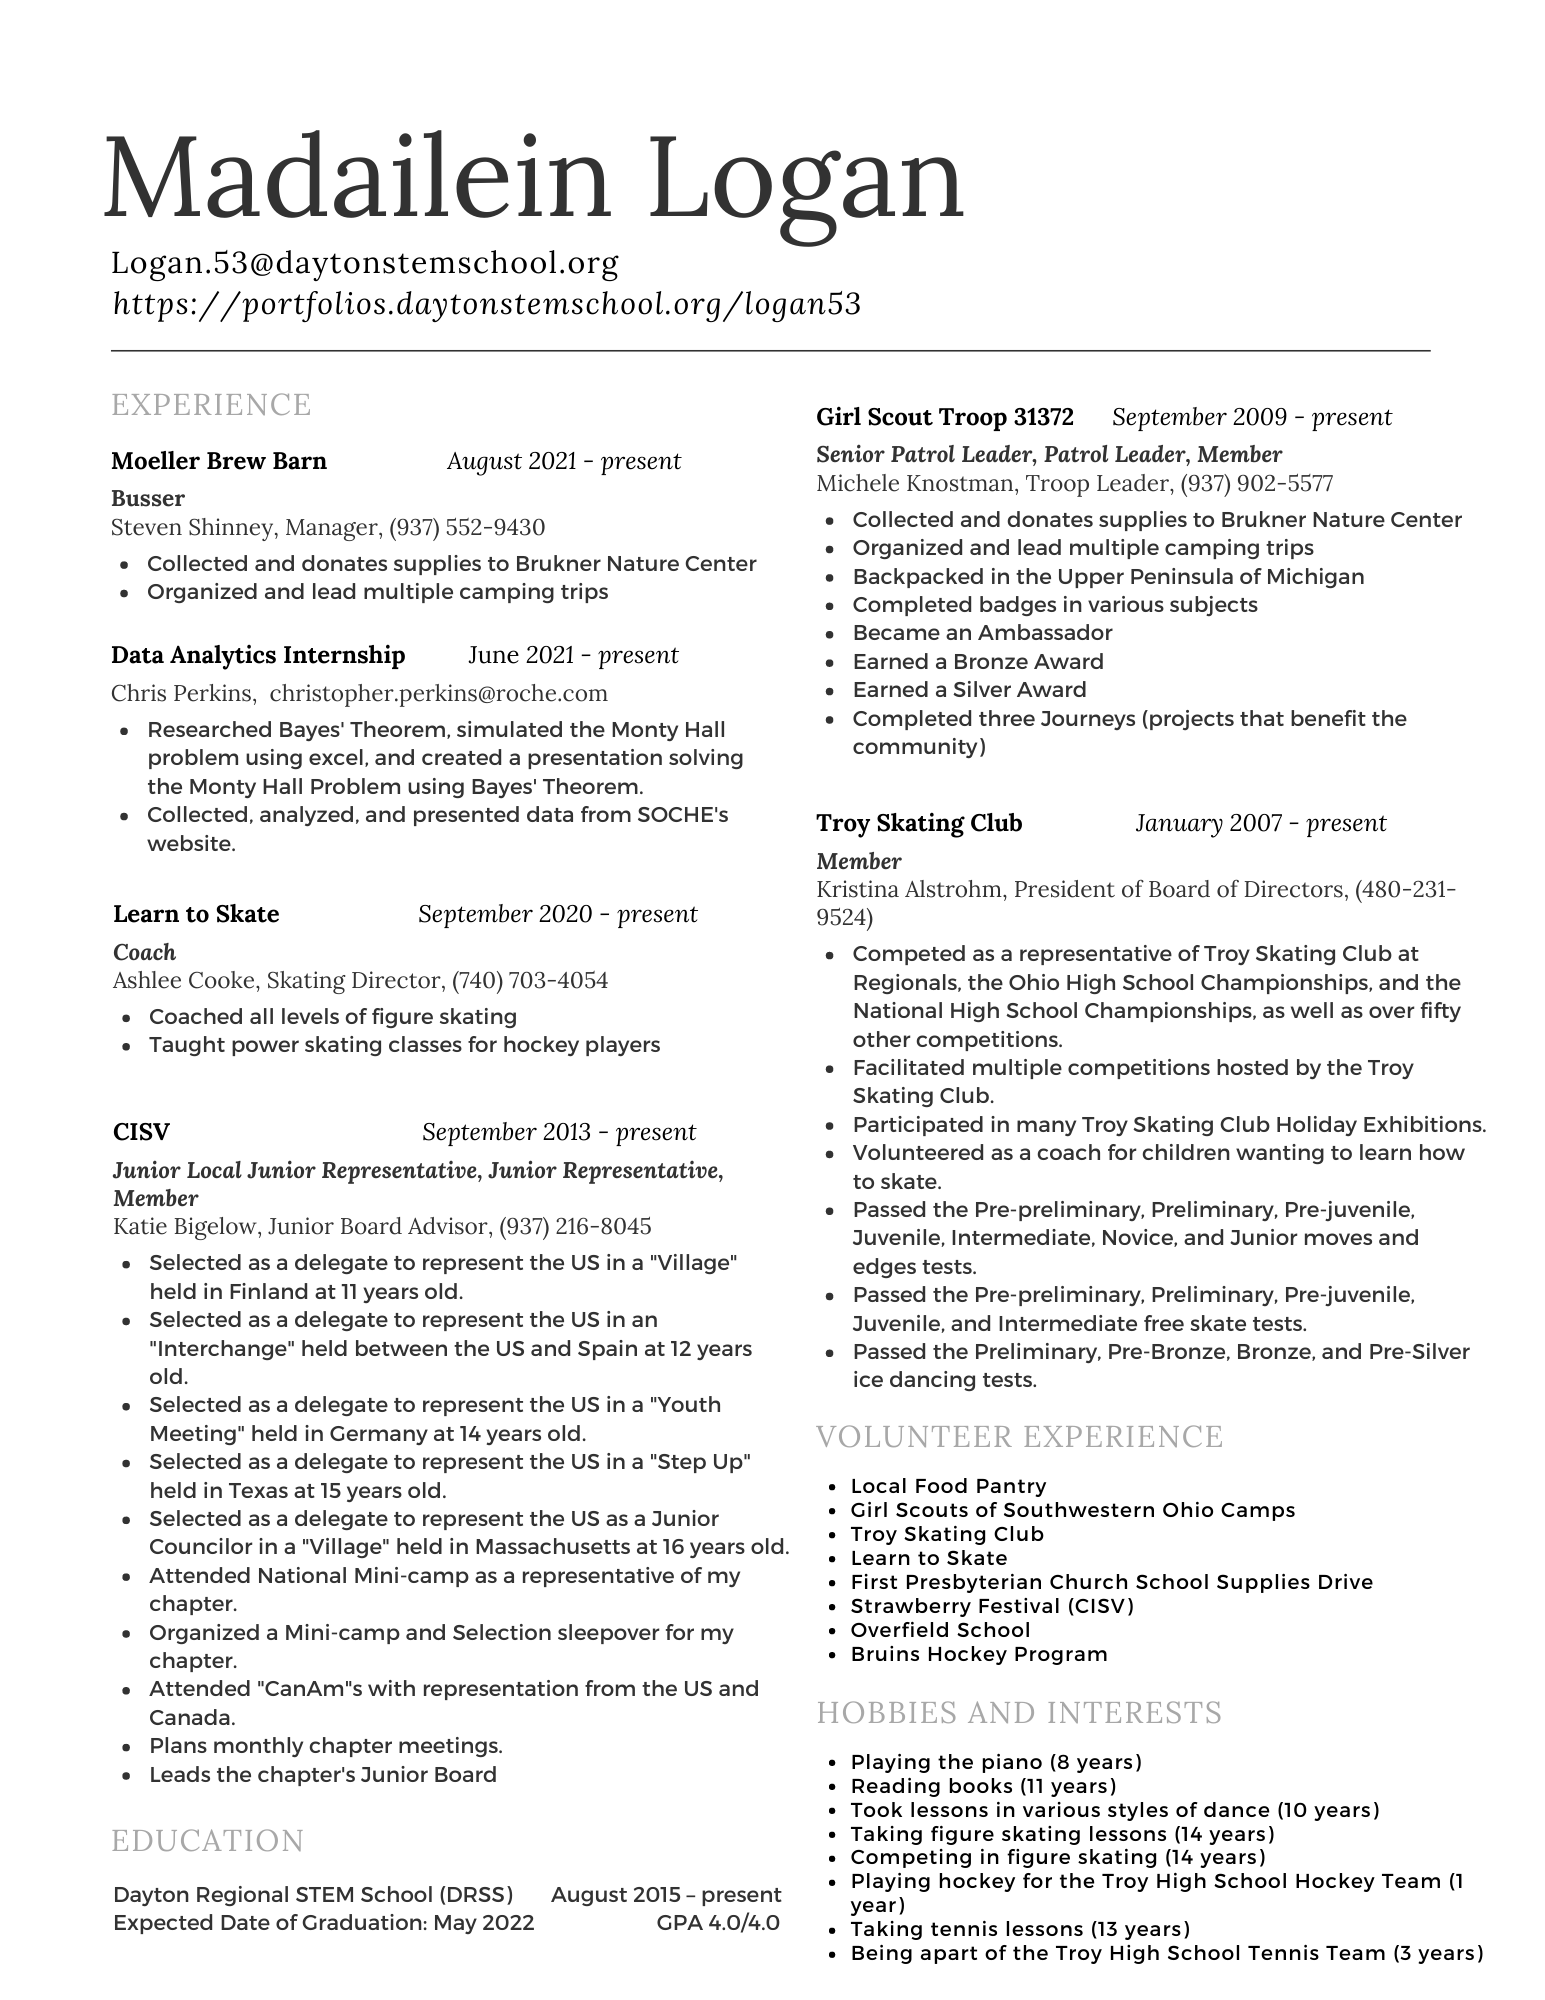 Madailein Logan
Logan.53@daytonstemschool.org
https://portfolios.daytonstemschool.org/logan53
EXPERIENCE
Moeller Brew Barn August 2021 - present
Busser
Steven Shinney, Manager, (937) 552-9430
• Collected and donates supplies to Brukner Nature Center
• Organized and lead multiple camping trips
Data Analytics Internship June 2021 - present
Chris Perkins, christopher.perkins@roche.com
• Researched Bayes' Theorem, simulated the Monty Hall
problem using excel, and created a presentation solving
the Monty Hall Problem using Bayes' Theorem.
• Collected, analyzed, and presented data from SOCHE's
website.
Learn to Skate September 2020 - present
Coach
Ashlee Cooke, Skating Director, (740) 703-4054
• Coached all levels of figure skating
• Taught power skating classes for hockey players
CISV September 2013 - present
Junior Local Junior Representative, Junior Representative,
Member
Katie Bigelow, Junior Board Advisor, (937) 216-8045
• Selected as a delegate to represent the US in a "Village"
held in Finland at 11 years old.
• Selected as a delegate to represent the US in an
"Interchange" held between the US and Spain at 12 years
old.
• Selected as a delegate to represent the US in a "Youth
Meeting" held in Germany at 14 years old.
• Selected as a delegate to represent the US in a "Step Up"
held in Texas at 15 years old.
• Selected as a delegate to represent the US as a Junior
Councilor in a "Village" held in Massachusetts at 16 years old.
• Attended National Mini-camp as a representative of my
chapter.
• Organized a Mini-camp and Selection sleepover for my
chapter.
• Attended "CanAm"s with representation from the US and
Canada.
• Plans monthly chapter meetings.
• Leads the chapter's Junior Board
EDUCATION
Dayton Regional STEM School (DRSS) August 2015 – present
Expected Date of Graduation: May 2022 GPA 4.0/4.0
Girl Scout Troop 31372 September 2009 - present
Senior Patrol Leader, Patrol Leader, Member
Michele Knostman, Troop Leader, (937) 902-5577
• Collected and donates supplies to Brukner Nature Center
• Organized and lead multiple camping trips
• Backpacked in the Upper Peninsula of Michigan
• Completed badges in various subjects
• Became an Ambassador
• Earned a Bronze Award
• Earned a Silver Award
• Completed three Journeys (projects that benefit the
community)
Troy Skating Club January 2007 - present
Member
Kristina Alstrohm, President of Board of Directors, (480-231-
9524)
• Competed as a representative of Troy Skating Club at
Regionals, the Ohio High School Championships, and the
National High School Championships, as well as over fifty
other competitions.
• Facilitated multiple competitions hosted by the Troy
Skating Club.
• Participated in many Troy Skating Club Holiday Exhibitions.
• Volunteered as a coach for children wanting to learn how
to skate.
• Passed the Pre-preliminary, Preliminary, Pre-juvenile,
Juvenile, Intermediate, Novice, and Junior moves and
edges tests.
• Passed the Pre-preliminary, Preliminary, Pre-juvenile,
Juvenile, and Intermediate free skate tests.
• Passed the Preliminary, Pre-Bronze, Bronze, and Pre-Silver
ice dancing tests.
VOLUNTEER EXPERIENCE
• Local Food Pantry
• Girl Scouts of Southwestern Ohio Camps
• Troy Skating Club
• Learn to Skate
• First Presbyterian Church School Supplies Drive
• Strawberry Festival (CISV)
• Overfield School
• Bruins Hockey Program
HOBBIES AND INTERESTS
• Playing the piano (8 years)
• Reading books (11 years)
• Took lessons in various styles of dance (10 years)
• Taking figure skating lessons (14 years)
• Competing in figure skating (14 years)
• Playing hockey for the Troy High School Hockey Team (1
year)
• Taking tennis lessons (13 years)
• Being apart of the Troy High School Tennis Team (3 years)